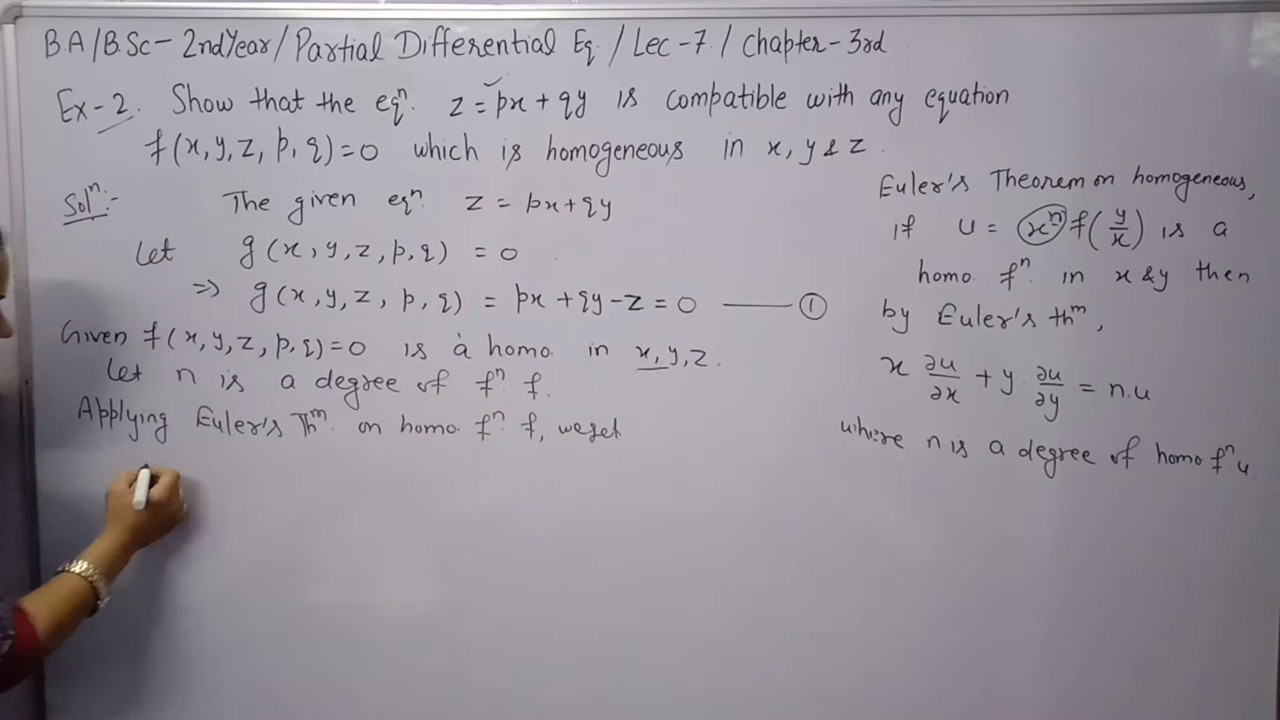 B.A/B.Sc- 2nd Year / Partial Differential Eq. / Lec-7. / Chapter-3rd
Ex-2. Show that the eqⁿ. z = px + qy is compatible with any equation
f(x, y, z, p, q) = 0 which is homogeneous in x, y & z.
Solⁿ:- The given eqⁿ. z = px + qy
Let g(x, y, z, p, q) = 0
⇒ g(x, y, z, p, q) = px + qy - z = 0 —— ①
Given f(x, y, z, p, q) = 0 is a homo. in x, y, z.
Let n is a degree of fⁿ. f.
Applying Euler's Thᵐ. on homo. fⁿ. f, we get
Euler's Theorem on homogeneous,
if u = xⁿ f(y/x) is a
homo. fⁿ. in x & y then
by Euler's thᵐ,
x ∂u/∂x + y. ∂u/∂y = n.u
where n is a degree of homo fⁿ. u